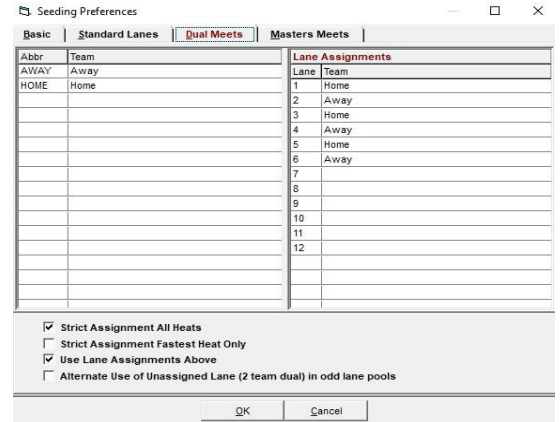 Seeding Preferences
Basic | Standard Lanes | Dual Meets | Masters Meets
Abbr Team
AWAY Away
HOME Home
Lane Assignments
Lane Team
1 Home
2 Away
3 Home
4 Away
5 Home
6 Away
7
8
9
10
11
12
Strict Assignment All Heats
Strict Assignment Fastest Heat Only
Use Lane Assignments Above
Alternate Use of Unassigned Lane (2 team dual) in odd lane pools
OK Cancel